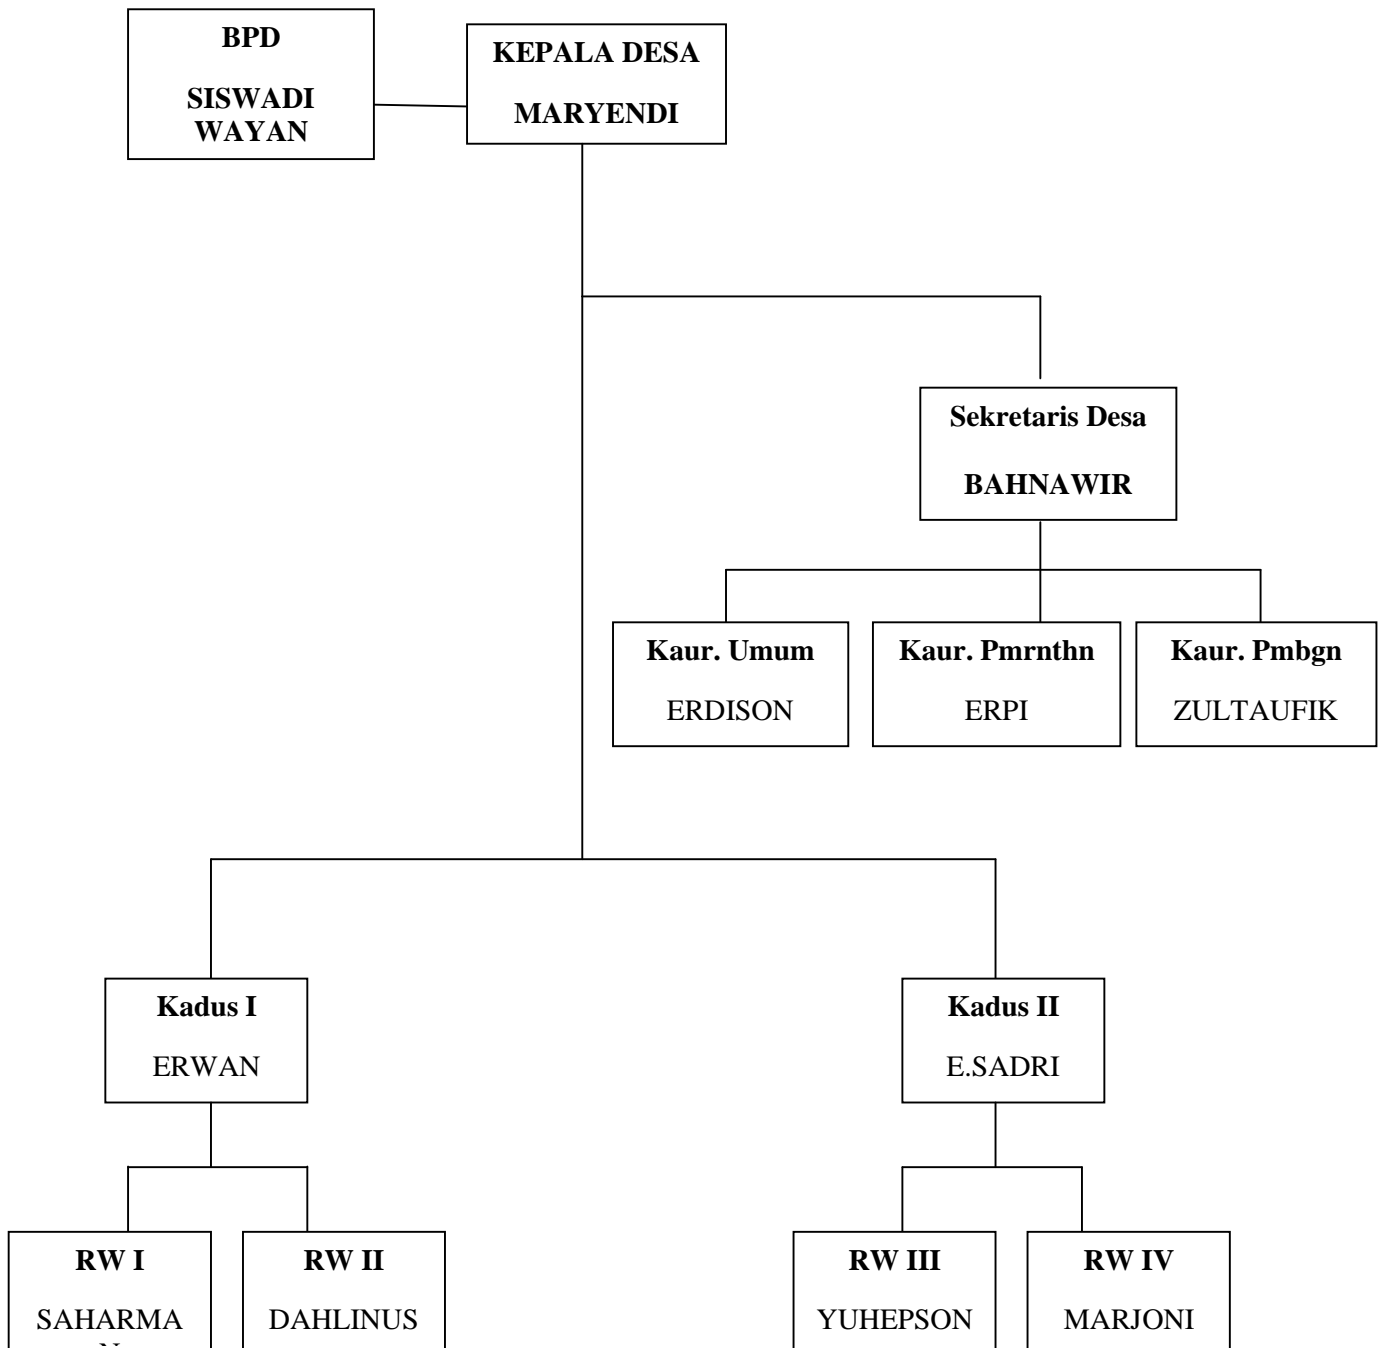 BPD
SISWADI
WAYAN
KEPALA DESA
MARYENDI
Sekretaris Desa
BAHNAWIR
Kaur. Umum
ERDISON
Kaur. Pmrnthn
ERPI
Kaur. Pmbgn
ZULTAUFIK
Kadus I
ERWAN
Kadus II
E.SADRI
RW I
SAHARMA
N
RW II
DAHLINUS
RW III
YUHEPSON
RW IV
MARJONI